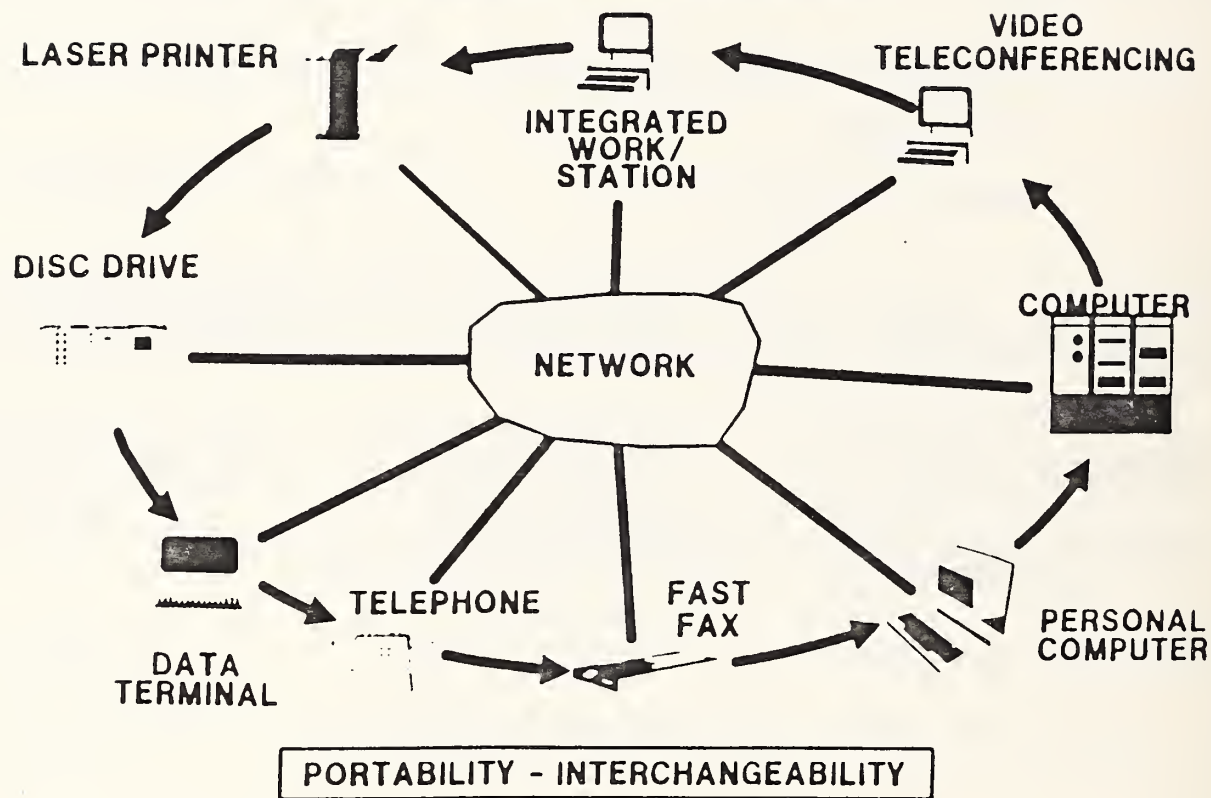 LASER PRINTER
INTEGRATED
WORK/
STATION
VIDEO
TELECONFERENCING
DISC DRIVE
NETWORK
COMPUTER
DATA
TERMINAL
TELEPHONE
FAST
FAX
PERSONAL
COMPUTER
PORTABILITY - INTERCHANGEABILITY